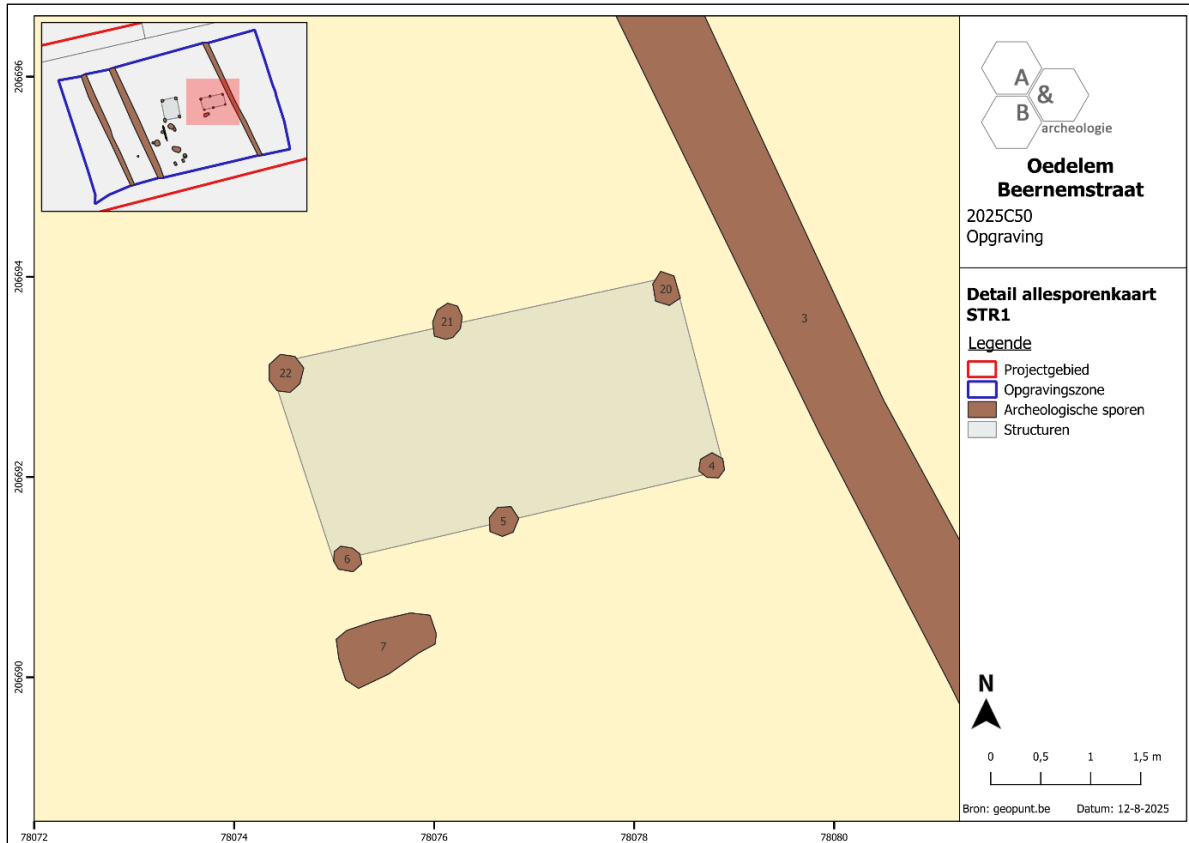 206696
206694
206692
206690
78072
78074
78076
78078
78080
20
21
22
3
4
5
6
7
A
&
B
archeologie
Oedelem
Beernemstraat
2025C50
Opgraving
Detail allesporenkaart
STR1
Legende
Projectgebied
Opgravingszone
Archeologische sporen
Structuren
N
0 0,5 1 1,5 m
Bron: geopunt.be Datum: 12-8-2025